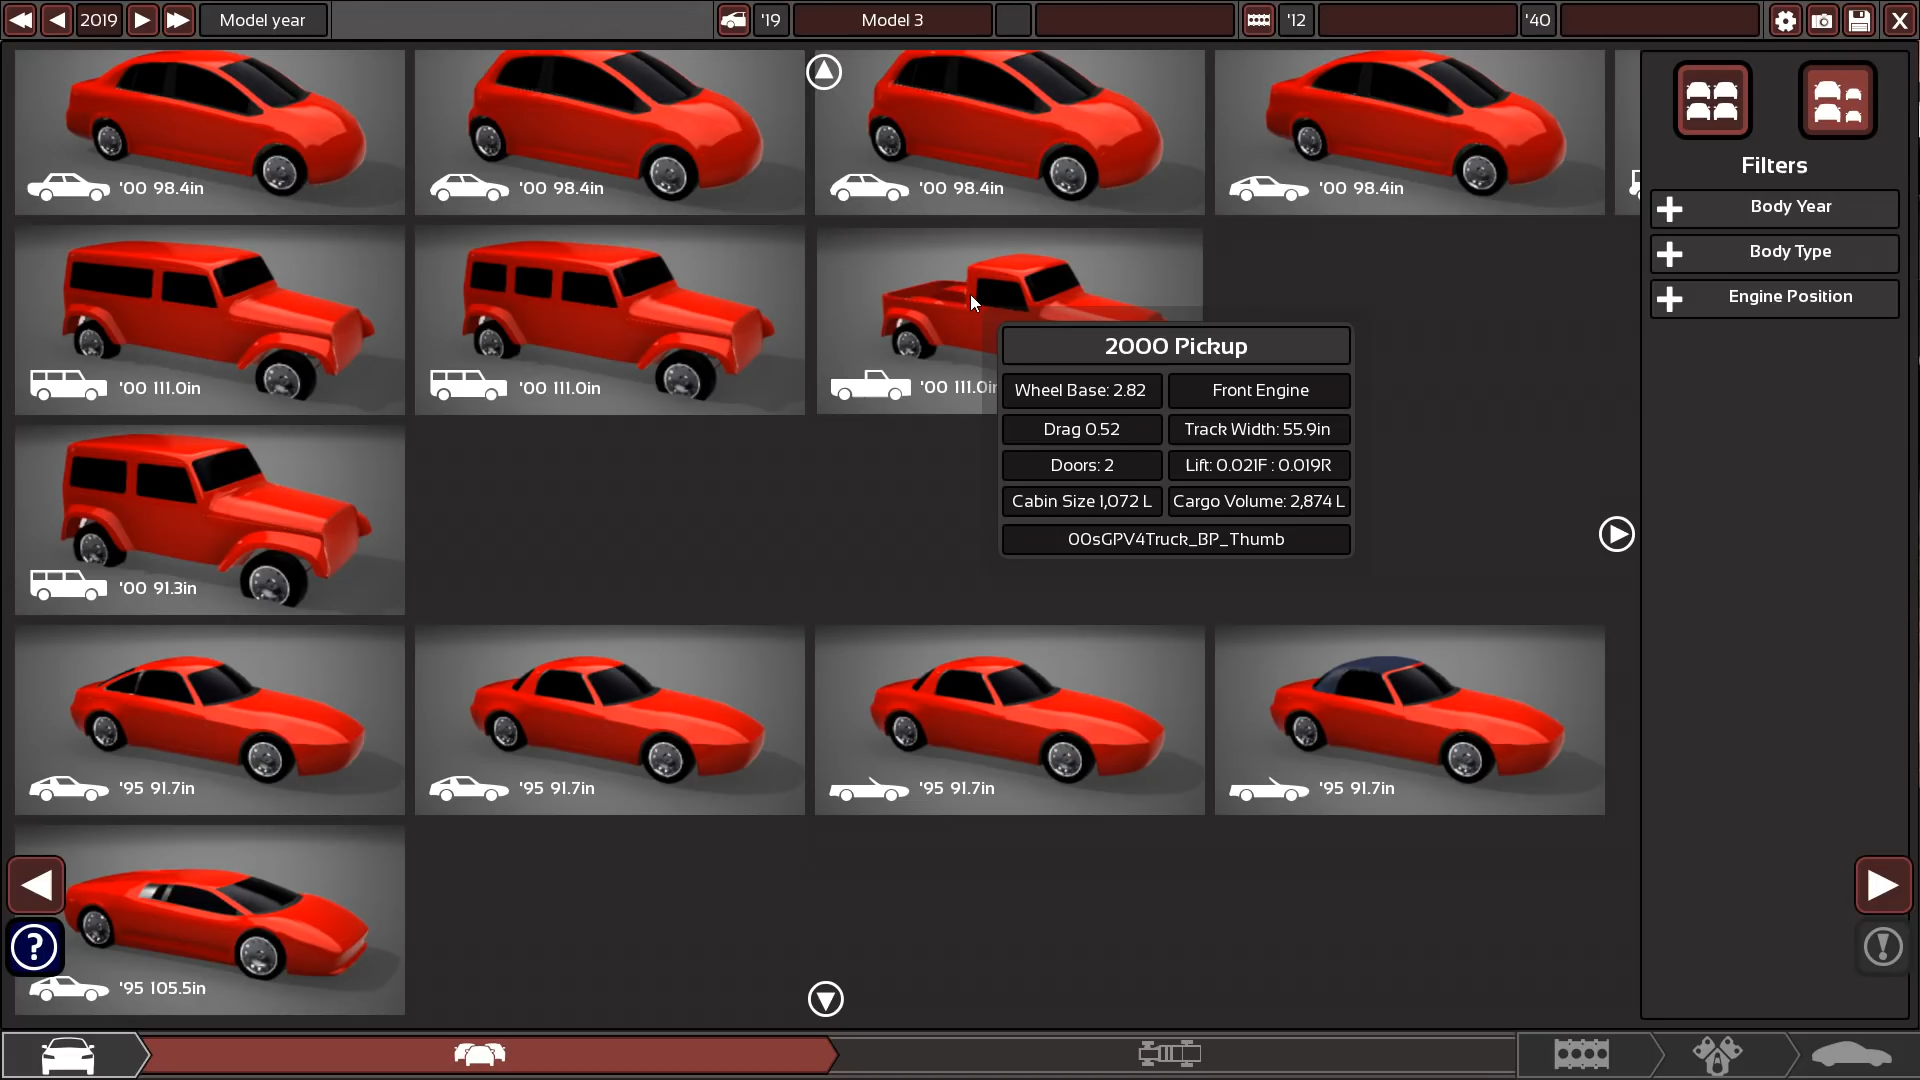 2019
Model year
'19
Model 3
'12
'40
'00 98.4in
'00 98.4in
'00 98.4in
'00 98.4in
Filters
Body Year
Body Type
Engine Position
'00 111.0in
'00 111.0in
'00 111.0in
2000 Pickup
Wheel Base: 2.82
Front Engine
Drag 0.52
Track Width: 55.9in
Doors: 2
Lift: 0.021F : 0.019R
Cabin Size 1,072 L
Cargo Volume: 2,874 L
00sGPV4Truck_BP_Thumb
'00 91.3in
'95 91.7in
'95 91.7in
'95 91.7in
'95 91.7in
'95 105.5in